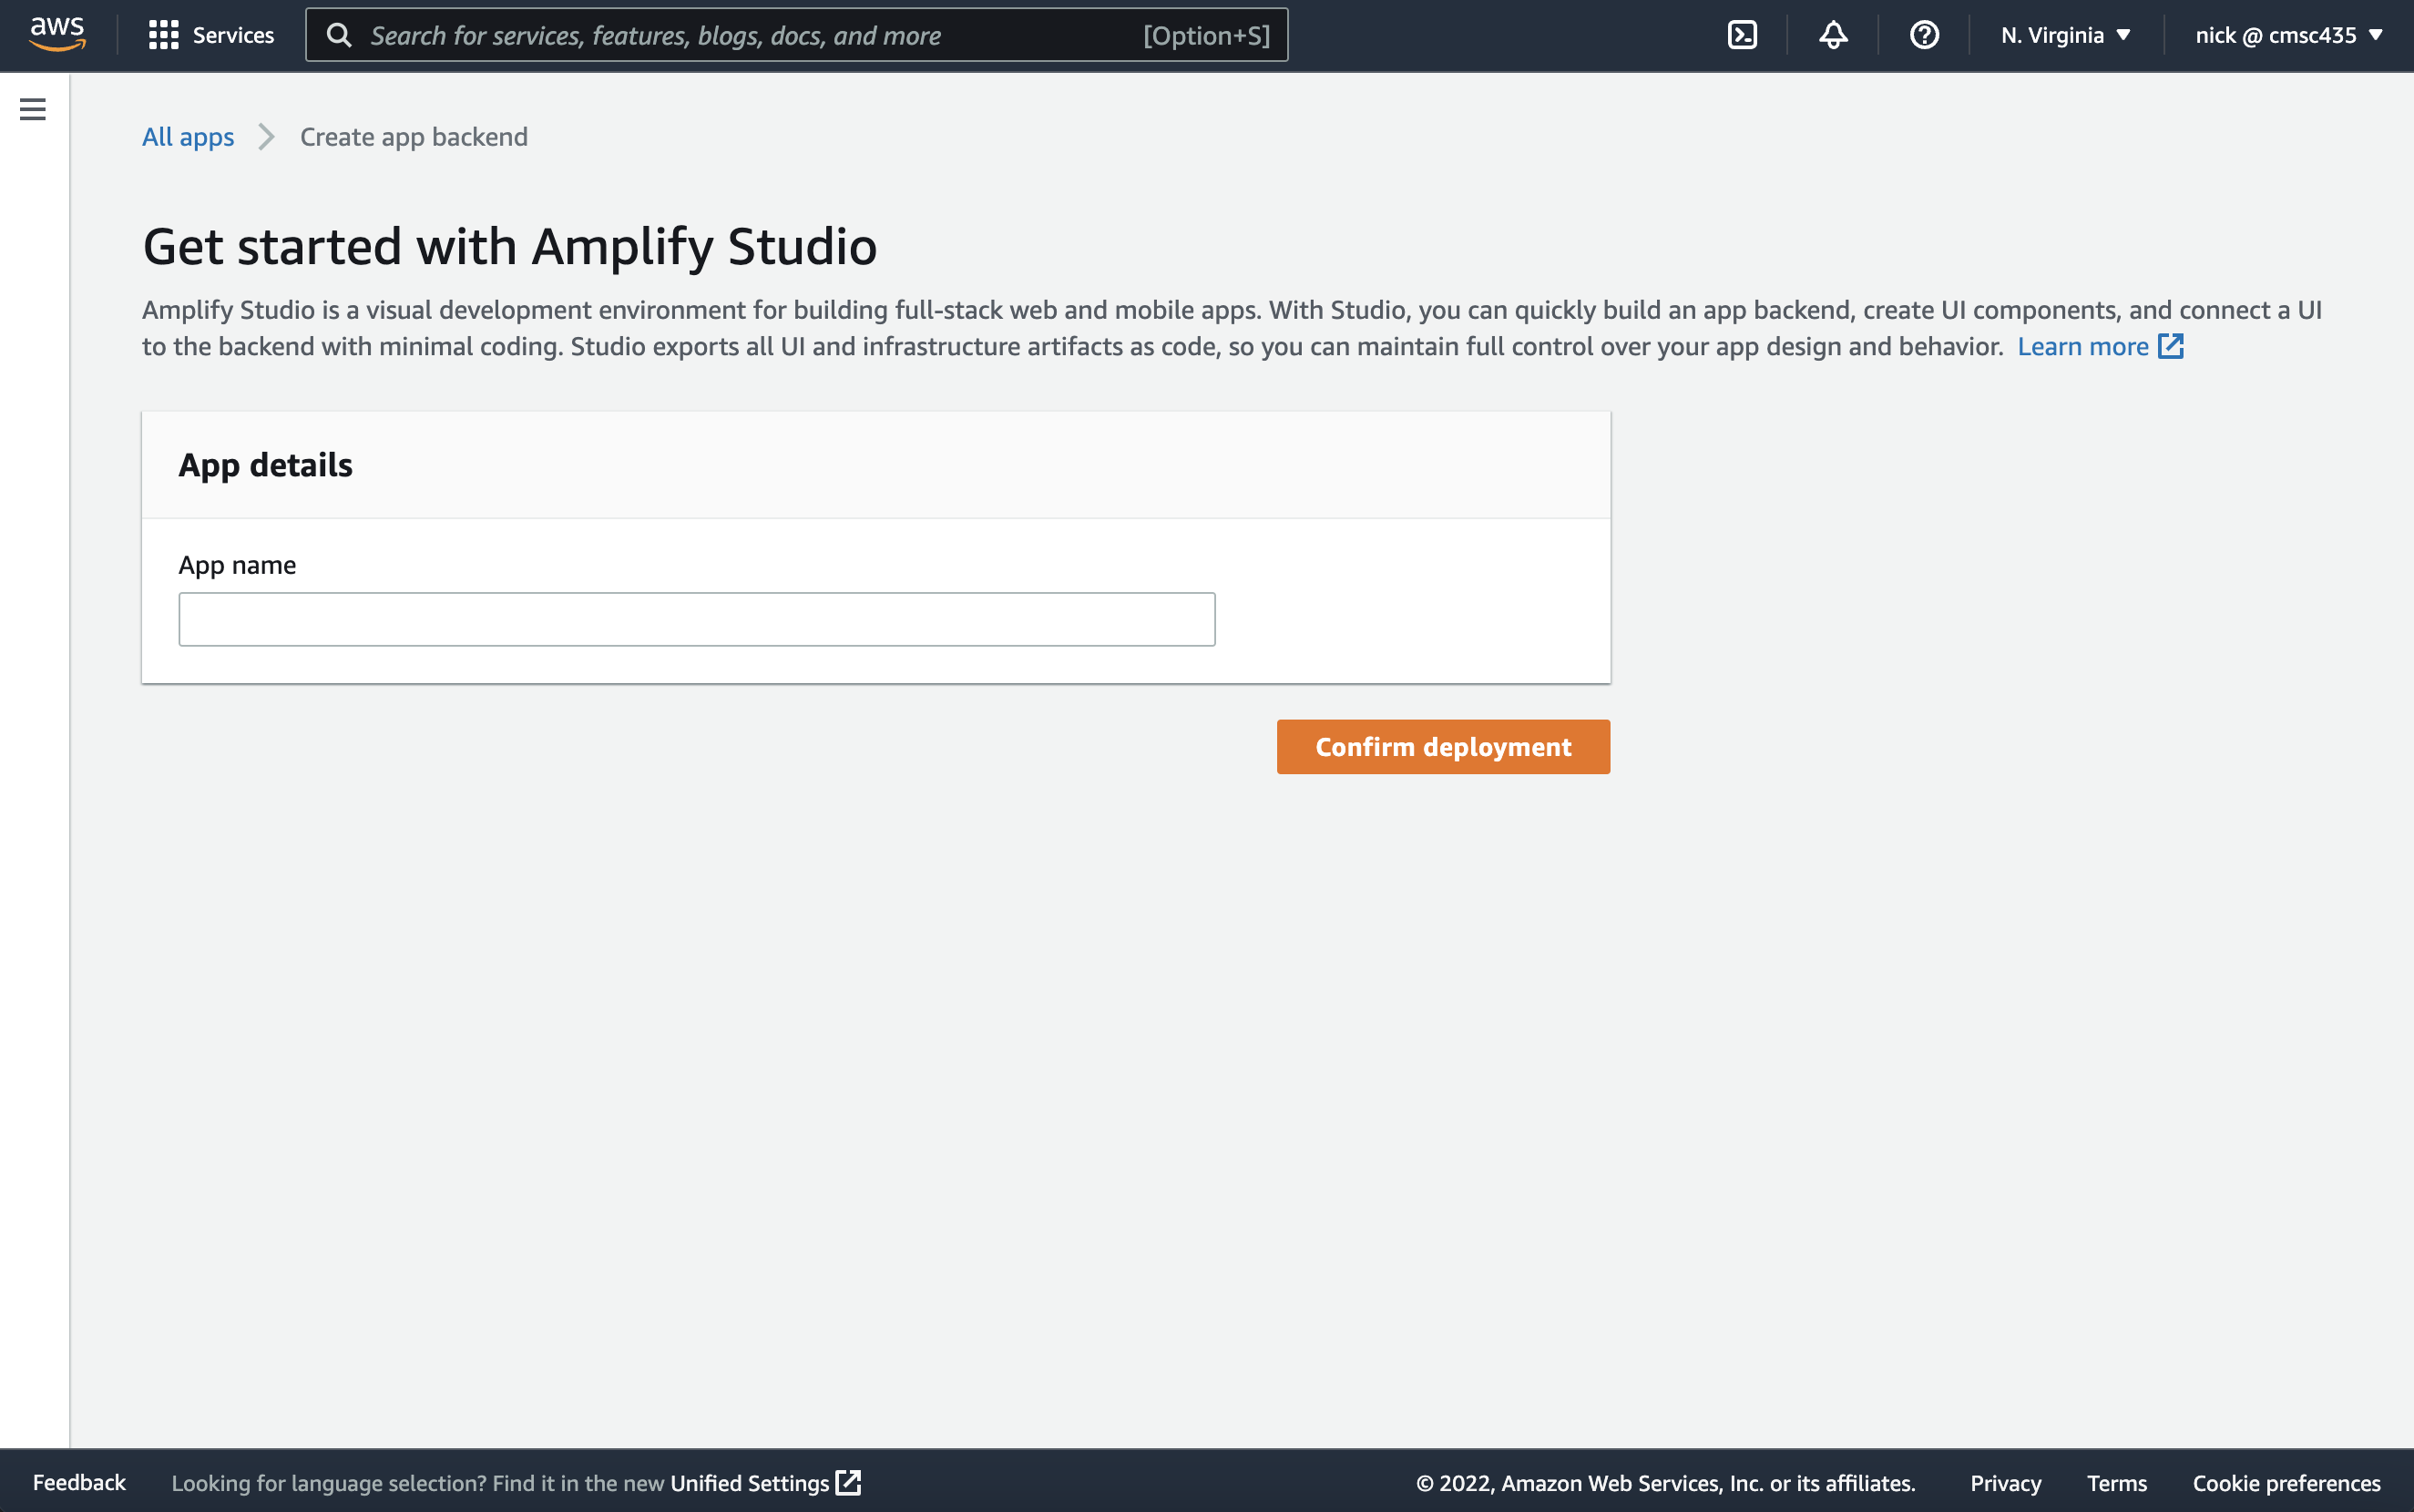 aws Services Search for services, features, blogs, docs, and more [Option+S] N. Virginia nick @ cmsc435
All apps Create app backend
Get started with Amplify Studio
Amplify Studio is a visual development environment for building full-stack web and mobile apps. With Studio, you can quickly build an app backend, create UI components, and connect a UI
to the backend with minimal coding. Studio exports all UI and infrastructure artifacts as code, so you can maintain full control over your app design and behavior. Learn more
App details
App name
Confirm deployment
Feedback Looking for language selection? Find it in the new Unified Settings © 2022, Amazon Web Services, Inc. or its affiliates. Privacy Terms Cookie preferences